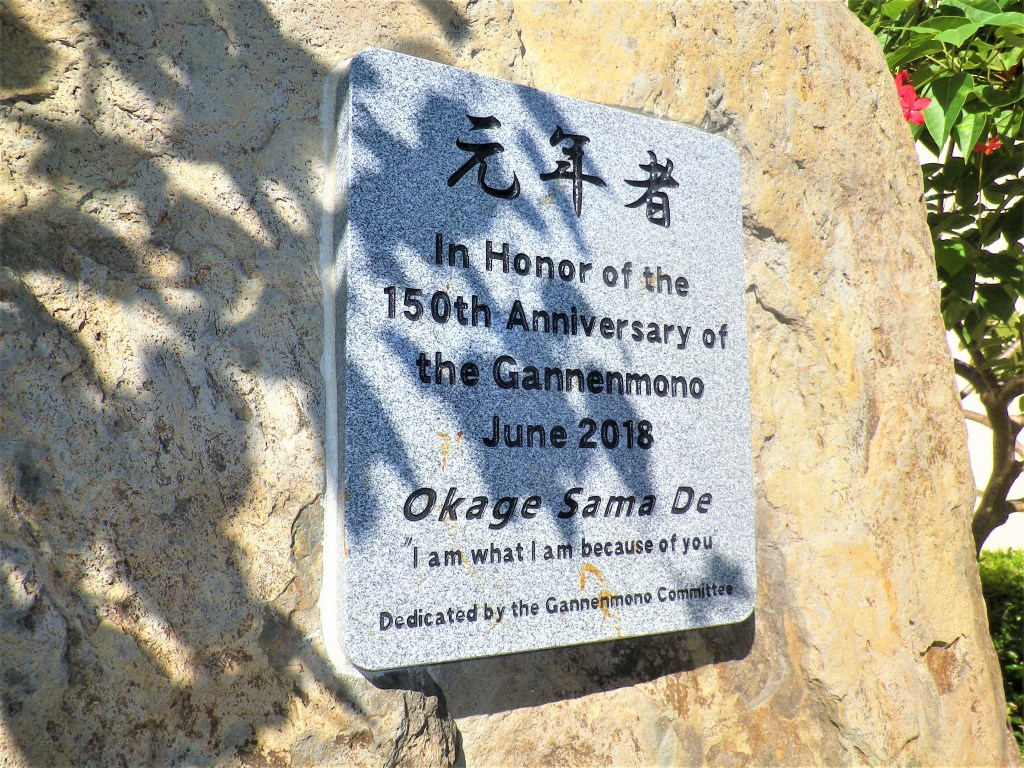 元年者
In Honor of the
150th Anniversary of
the Gannenmono
June 2018
Okage Sama De
"I am what I am because of you
Dedicated by the Gannenmono Committee